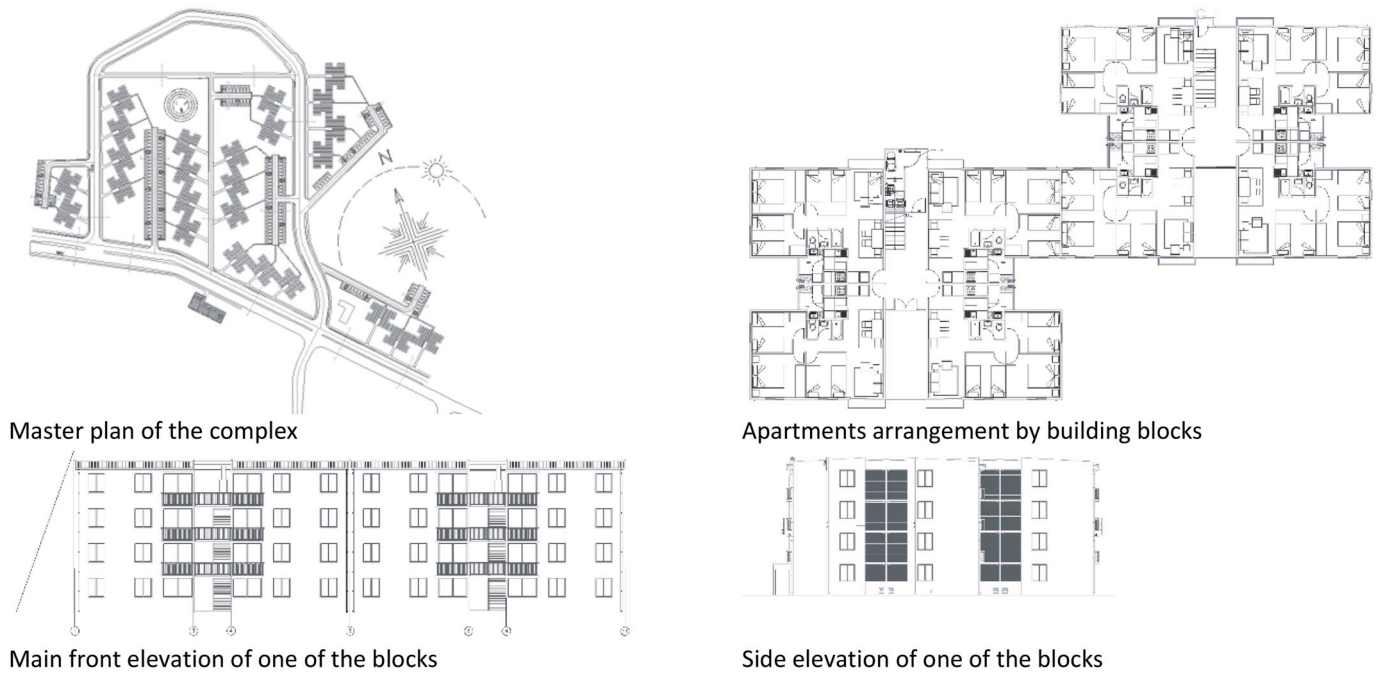 N
Master plan of the complex
Apartments arrangement by building blocks
Main front elevation of one of the blocks
Side elevation of one of the blocks